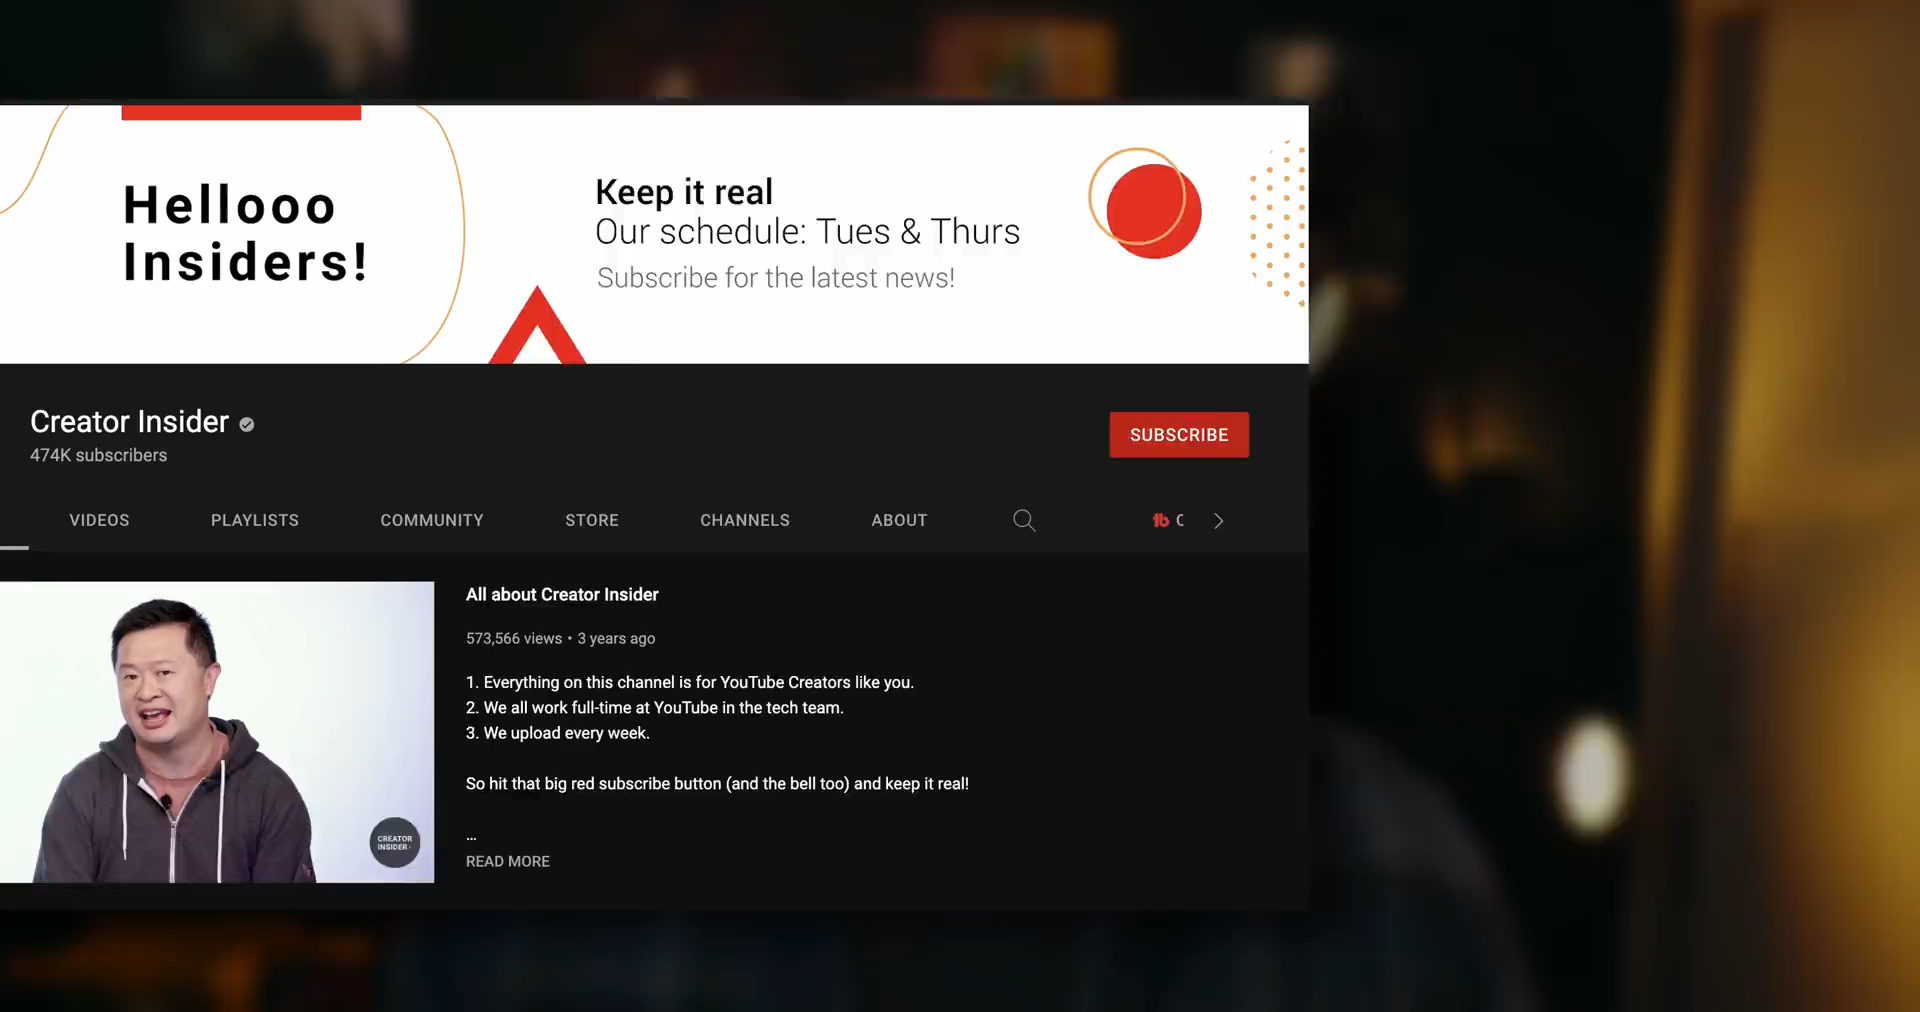 Hellooo
Insiders!
Keep it real
Our schedule: Tues & Thurs
Subscribe for the latest news!
Creator Insider
474K subscribers
SUBSCRIBE
VIDEOS PLAYLISTS COMMUNITY STORE CHANNELS ABOUT
CREATOR
INSIDER
All about Creator Insider
573,566 views • 3 years ago
1. Everything on this channel is for YouTube Creators like you.
2. We all work full-time at YouTube in the tech team.
3. We upload every week.
So hit that big red subscribe button (and the bell too) and keep it real!
...
READ MORE